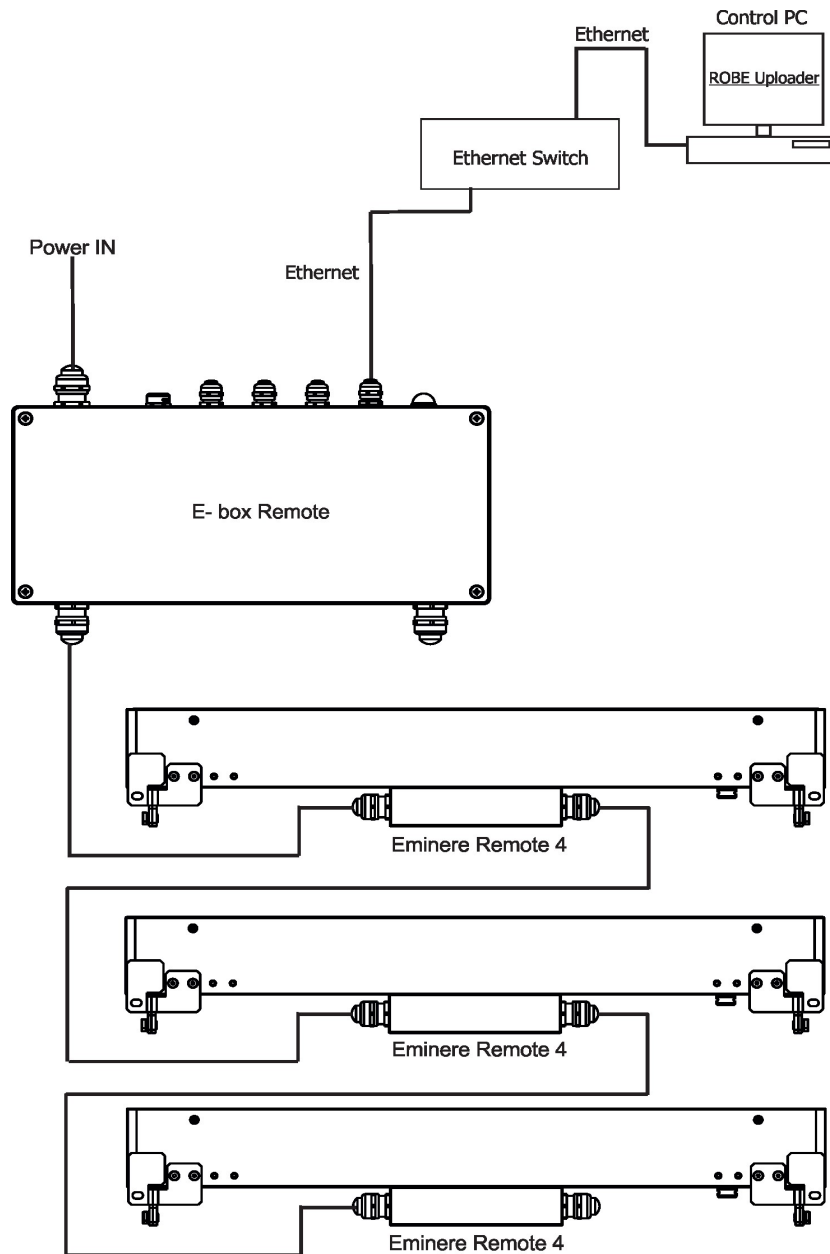 Control PC
Ethernet
ROBE Uploader
Ethernet Switch
Power IN
Ethernet
E- box Remote
Eminere Remote 4
Eminere Remote 4
Eminere Remote 4